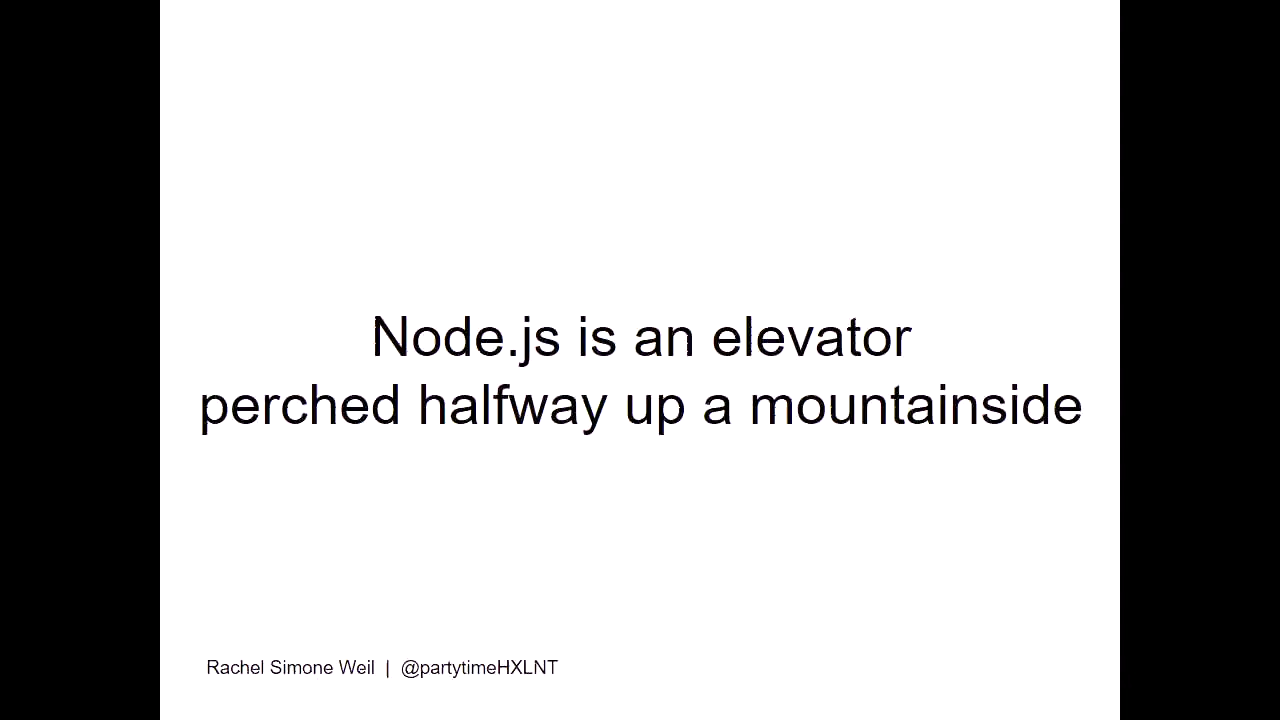 Node.js is an elevator
perched halfway up a mountainside
Rachel Simone Weil | @partytimeHXLNT